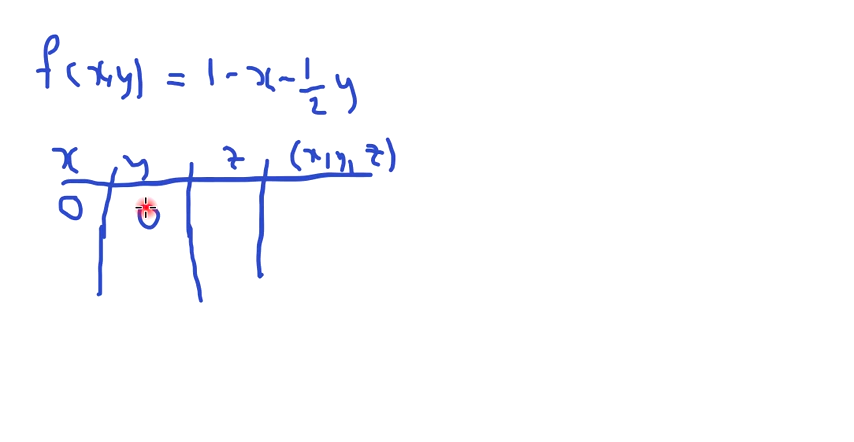 f(x,y) = 1 - x - 1/2 y
x y z (x, y, z)
0 0